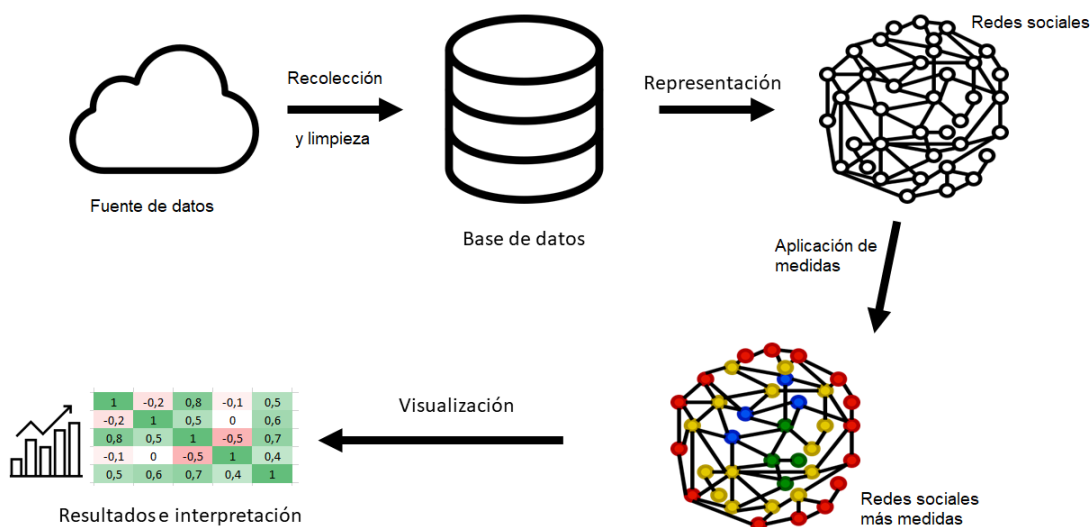 Redes sociales
Recolección
y limpieza
Representación
Fuente de datos
Base de datos
Aplicación de
medidas
1 -0,2 0,8 -0,1 0,5
-0,2 1 0,5 0 0,6
0,8 0,5 1 -0,5 0,7
-0,1 0 -0,5 1 0,4
0,5 0,6 0,7 0,4 1
Visualización
Resultados e interpretación
Redes sociales
más medidas